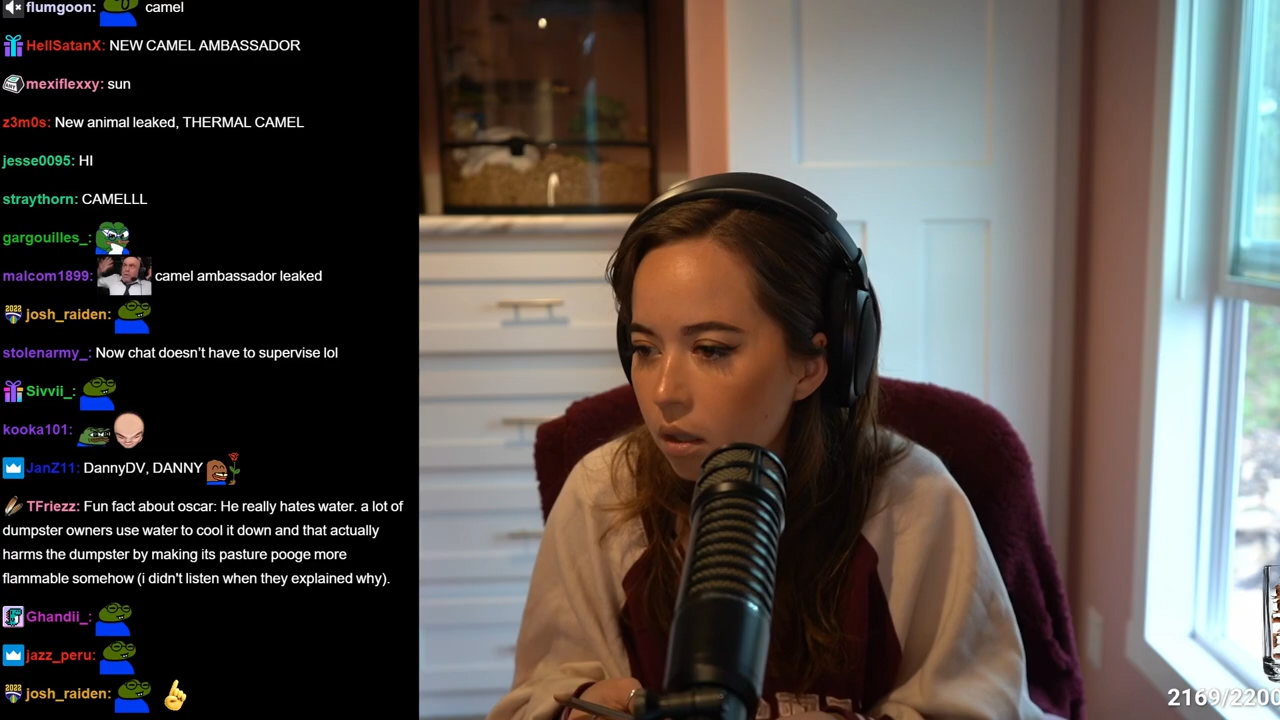 flumgoon: camel
HellSatanX: NEW CAMEL AMBASSADOR
mexiflexxy: sun
z3m0s: New animal leaked, THERMAL CAMEL
jesse0095: HI
straythorn: CAMELLL
gargouilles_:
malcom1899: camel ambassador leaked
2022 josh_raiden:
stolenarmy_: Now chat doesn't have to supervise lol
Sivvii_:
kooka101:
JanZ11: DannyDV, DANNY
TFriezz: Fun fact about oscar: He really hates water. a lot of
dumpster owners use water to cool it down and that actually
harms the dumpster by making its pasture pooge more
flammable somehow (i didn't listen when they explained why).
Ghandii_:
jazz_peru:
2022 josh_raiden:
2169/2200